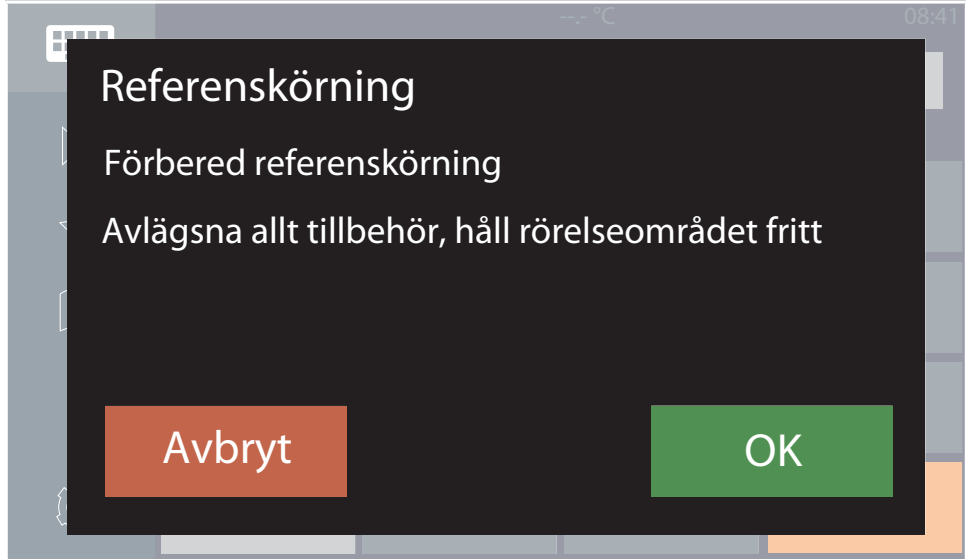 --.- °C 08:41
Referenskörning
Förbered referenskörning
Avlägsna allt tillbehör, håll rörelseområdet fritt
Avbryt OK